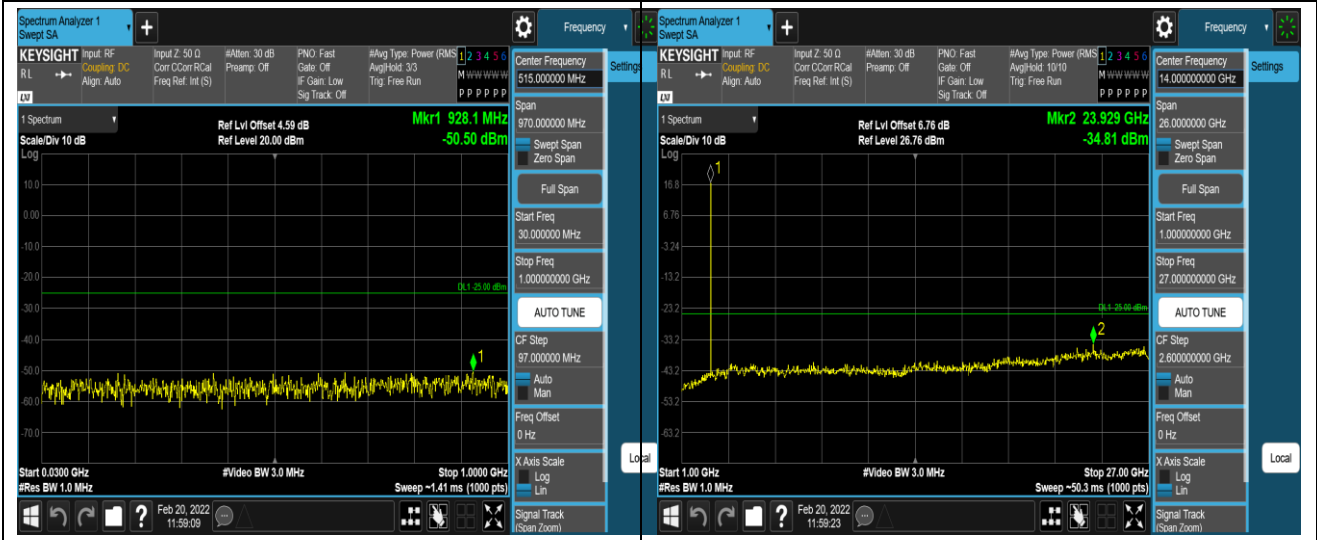 Spectrum Analyzer 1
Swept SA
+
Frequency
KEYSIGHT
RL
LXI
Input: RF
Coupling: DC
Align: Auto
Input Z: 50 Ω
Corr CCorr RCal
Freq Ref: Int (S)
#Atten: 30 dB
Preamp: Off
PNO: Fast
Gate: Off
IF Gain: Low
Sig Track: Off
#Avg Type: Power (RMS
Avg|Hold: 3/3
Trig: Free Run
1 2 3 4 5 6
M W W W W W
P P P P P P
Center Frequency
515.000000 MHz
Settings
1 Spectrum
Scale/Div 10 dB
Log
Ref Lvl Offset 4.59 dB
Ref Level 20.00 dBm
Mkr1 928.1 MHz
-50.50 dBm
Span
970.000000 MHz
Swept Span
Zero Span
Full Span
Start Freq
30.000000 MHz
Stop Freq
1.000000000 GHz
AUTO TUNE
CF Step
97.000000 MHz
Auto
Man
Freq Offset
0 Hz
X Axis Scale
Log
Lin
Signal Track
(Span Zoom)
Local
10.0
0.00
-10.0
-20.0
DL1 -25.00 dBm
-30.0
-40.0
1
-50.0
-60.0
-70.0
Start 0.0300 GHz
#Res BW 1.0 MHz
#Video BW 3.0 MHz
Stop 1.0000 GHz
Sweep ~1.41 ms (1000 pts)
?
Feb 20, 2022
11:59:09
Spectrum Analyzer 1
Swept SA
+
Frequency
KEYSIGHT
RL
LXI
Input: RF
Coupling: DC
Align: Auto
Input Z: 50 Ω
Corr CCorr RCal
Freq Ref: Int (S)
#Atten: 30 dB
Preamp: Off
PNO: Fast
Gate: Off
IF Gain: Low
Sig Track: Off
#Avg Type: Power (RMS
Avg|Hold: 10/10
Trig: Free Run
1 2 3 4 5 6
M W W W W W
P P P P P P
Center Frequency
14.000000000 GHz
Settings
1 Spectrum
Scale/Div 10 dB
Log
Ref Lvl Offset 6.76 dB
Ref Level 26.76 dBm
Mkr2 23.929 GHz
-34.81 dBm
Span
26.0000000 GHz
Swept Span
Zero Span
Full Span
Start Freq
1.000000000 GHz
Stop Freq
27.000000000 GHz
AUTO TUNE
CF Step
2.600000000 GHz
Auto
Man
Freq Offset
0 Hz
X Axis Scale
Log
Lin
Signal Track
(Span Zoom)
Local
1
16.8
6.76
-3.24
-13.2
-23.2
DL1 -25.00 dBm
2
-33.2
-43.2
-53.2
-63.2
Start 1.00 GHz
#Res BW 1.0 MHz
#Video BW 3.0 MHz
Stop 27.00 GHz
Sweep ~50.3 ms (1000 pts)
?
Feb 20, 2022
11:59:23